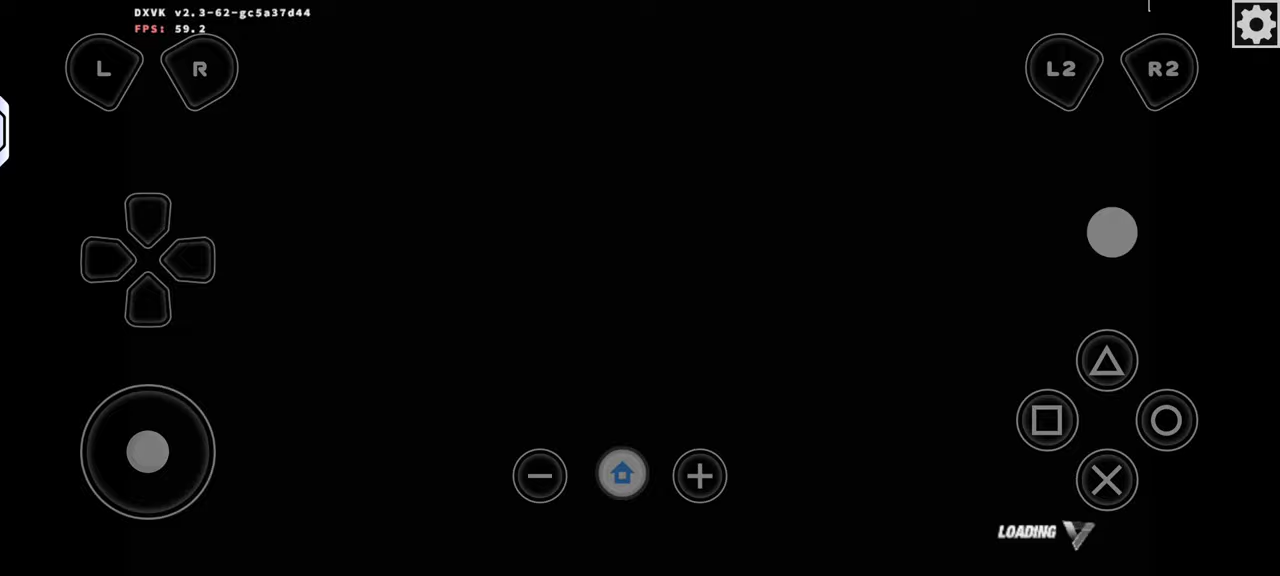 DXVK v2.3-62-gc5a37d44
FPS: 59.2
L
R
L2
R2
LOADING